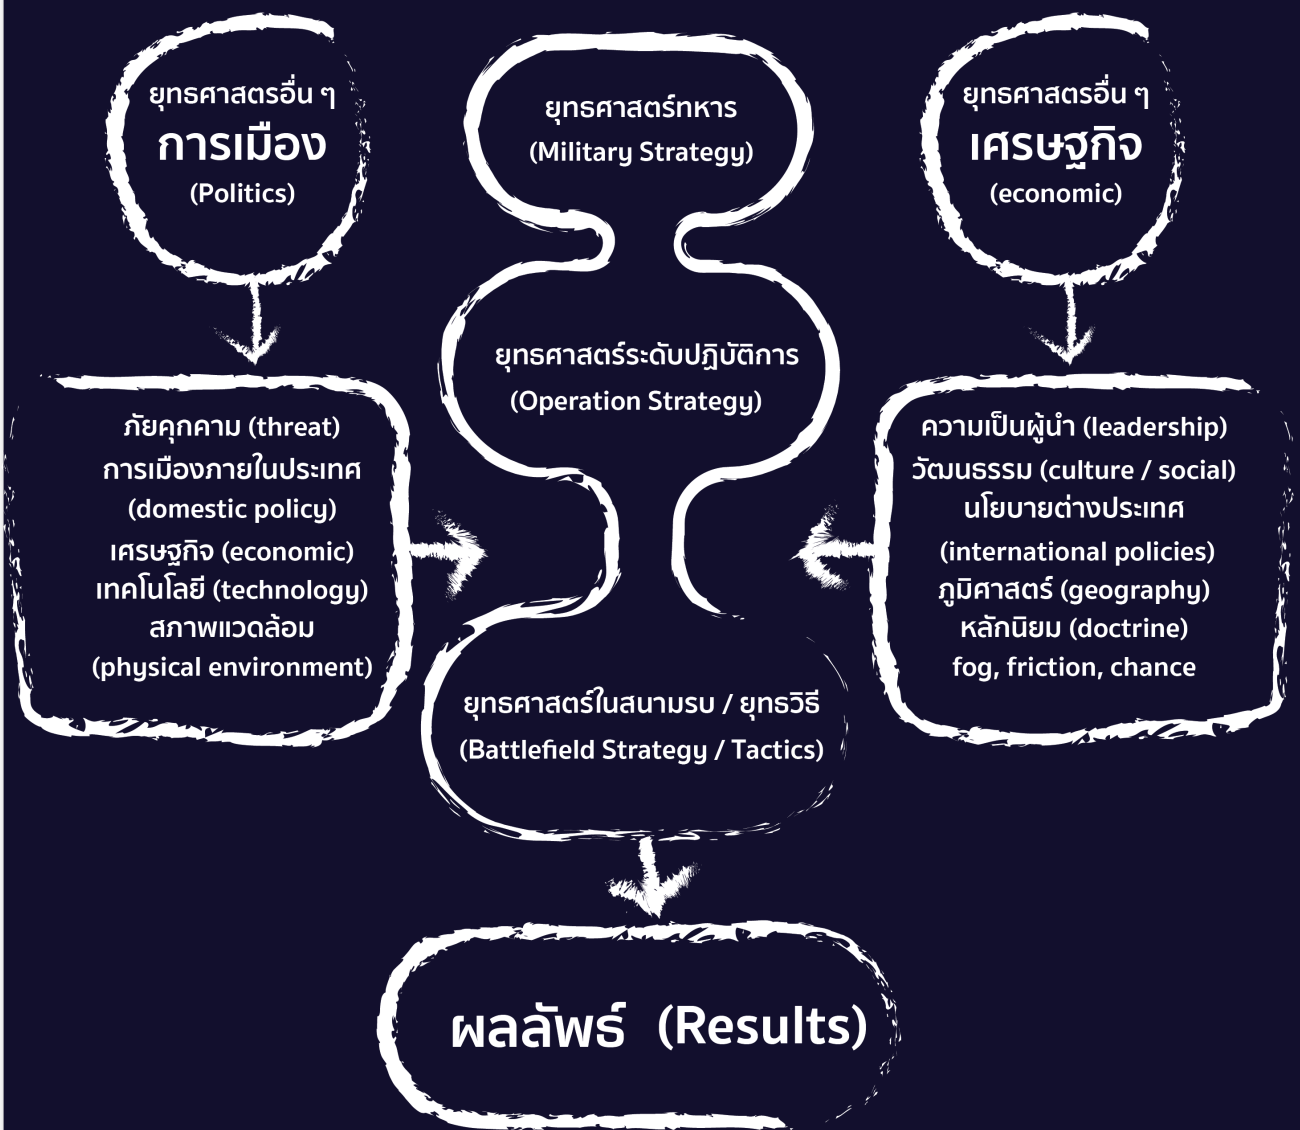 ยุทธศาสตรอื่น ๆ
การเมือง
(Politics)
ยุทธศาสตร์ทหาร
(Military Strategy)
ยุทธศาสตรอื่น ๆ
เศรษฐกิจ
(economic)
ยุทธศาสตร์ระดับปฏิบัติการ
(Operation Strategy)
ภัยคุกคาม (threat)
การเมืองภายในประเทศ
(domestic policy)
เศรษฐกิจ (economic)
เทคโนโลยี (technology)
สภาพแวดล้อม
(physical environment)
ความเป็นผู้นำ (leadership)
วัฒนธรรม (culture / social)
นโยบายต่างประเทศ
(international policies)
ภูมิศาสตร์ (geography)
หลักนิยม (doctrine)
fog, friction, chance
ยุทธศาสตร์ในสนามรบ / ยุทธวิธี
(Battlefield Strategy / Tactics)
ผลลัพธ์ (Results)